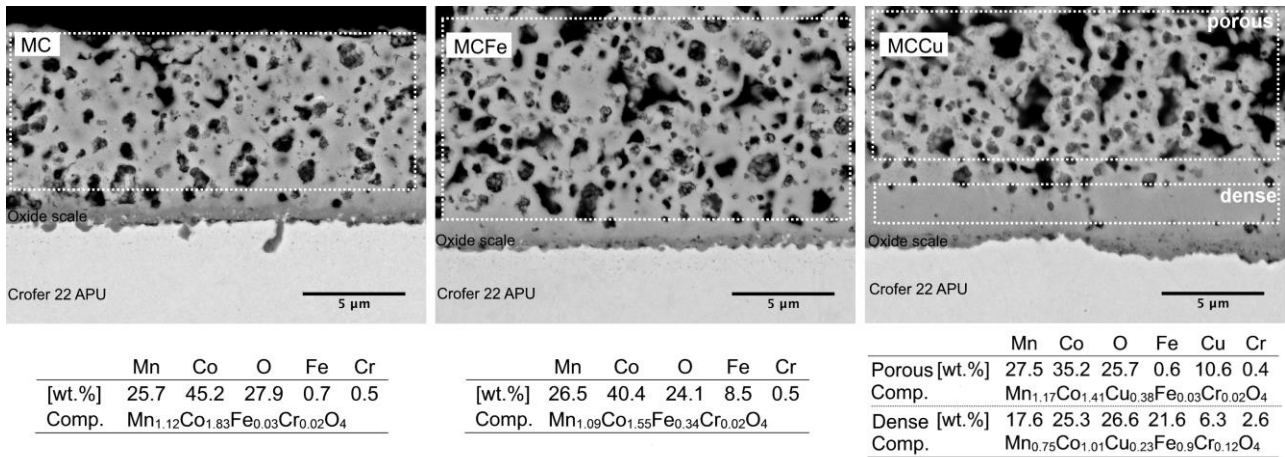 MC
Oxide scale
Crofer 22 APU
5 µm
MCFe
Oxide scale
Crofer 22 APU
5 µm
MCCu
porous
dense
Oxide scale
Crofer 22 APU
5 µm
Mn Co O Fe Cr
[wt.%] 25.7 45.2 27.9 0.7 0.5
Comp. Mn1.12Co1.83Fe0.03Cr0.02O4
Mn Co O Fe Cr
[wt.%] 26.5 40.4 24.1 8.5 0.5
Comp. Mn1.09Co1.55Fe0.34Cr0.02O4
Mn Co O Fe Cu Cr
Porous [wt.%] 27.5 35.2 25.7 0.6 10.6 0.4
Comp. Mn1.17Co1.41Cu0.38Fe0.03Cr0.02O4
Dense [wt.%] 17.6 25.3 26.6 21.6 6.3 2.6
Comp. Mn0.75Co1.01Cu0.23Fe0.9Cr0.12O4